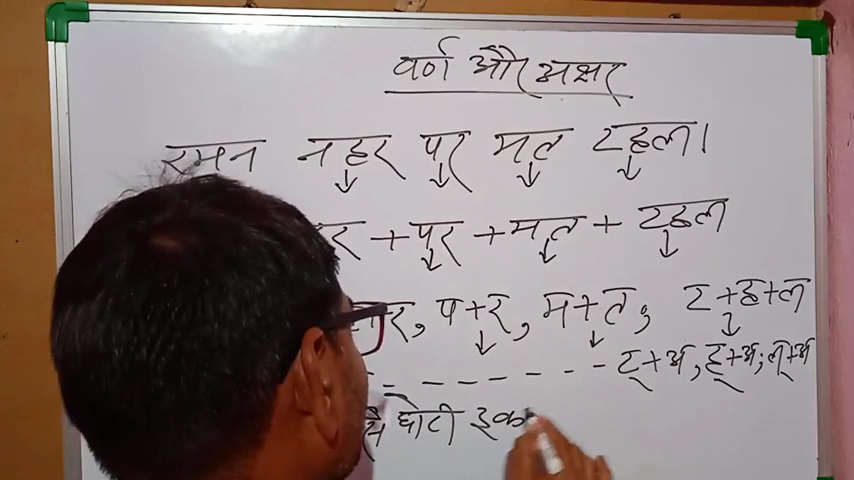 वर्ण और अक्षर
रमन नहर पर मत टहल।
र + पर + मत + टहल
र, प+र, म+त, ट+ह+ल
- - - - - - ट्+अ, ह्+अ, ल्+अ
से छोटी इक